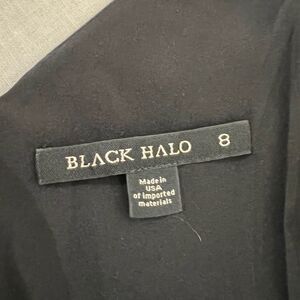 BLACK HALO 8
Made in
USA
of imported
materials